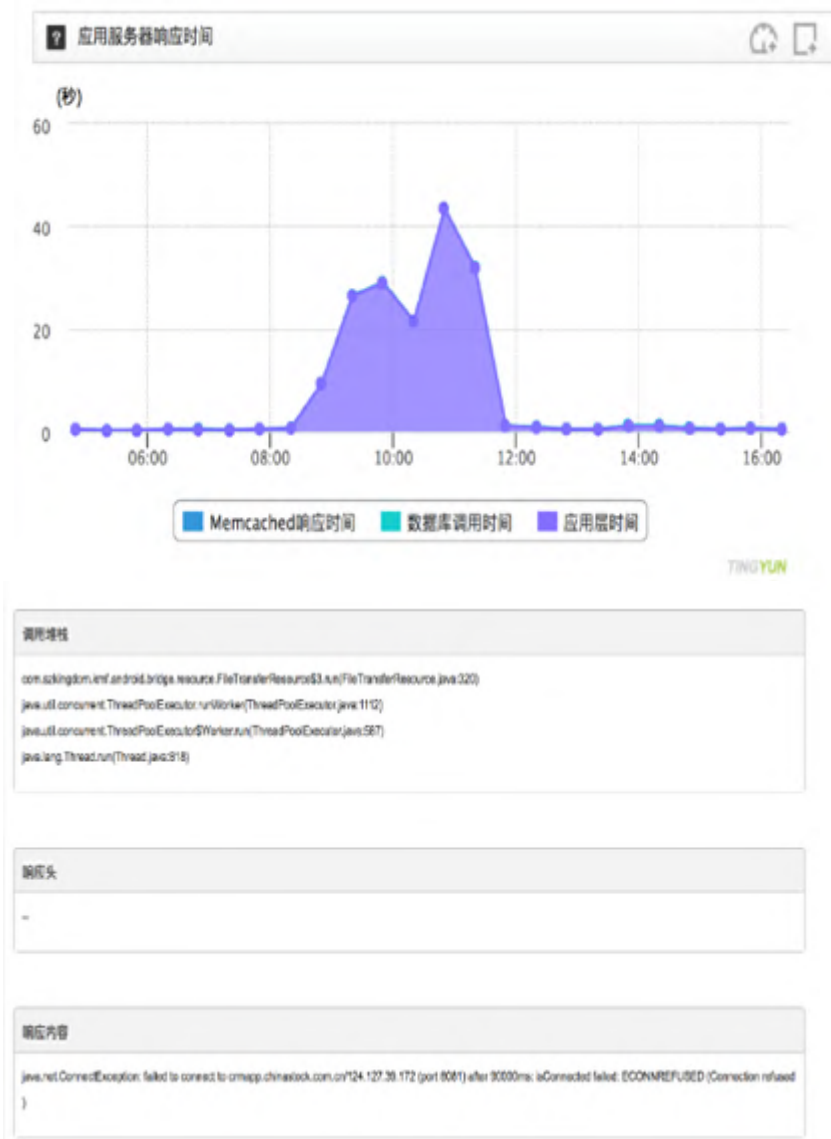 应用服务器响应时间
(秒)
60
40
20
0
06:00 08:00 10:00 12:00 14:00 16:00
Memcached响应时间 数据库调用时间 应用层时间
TINGYUN
调用堆栈
com.szkingdom.kmf.android.bridge.resource.FileTransferResource$3.run(FileTransferResource.java:320)
java.util.concurrent.ThreadPoolExecutor.runWorker(ThreadPoolExecutor.java:1112)
java.util.concurrent.ThreadPoolExecutor$Worker.run(ThreadPoolExecutor.java:587)
java.lang.Thread.run(Thread.java:818)
响应头
--
响应内容
java.net.ConnectException: failed to connect to crmapp.chinastock.com.cn/124.127.39.172 (port 8081) after 90000ms: isConnected failed: ECONNREFUSED (Connection refused
)